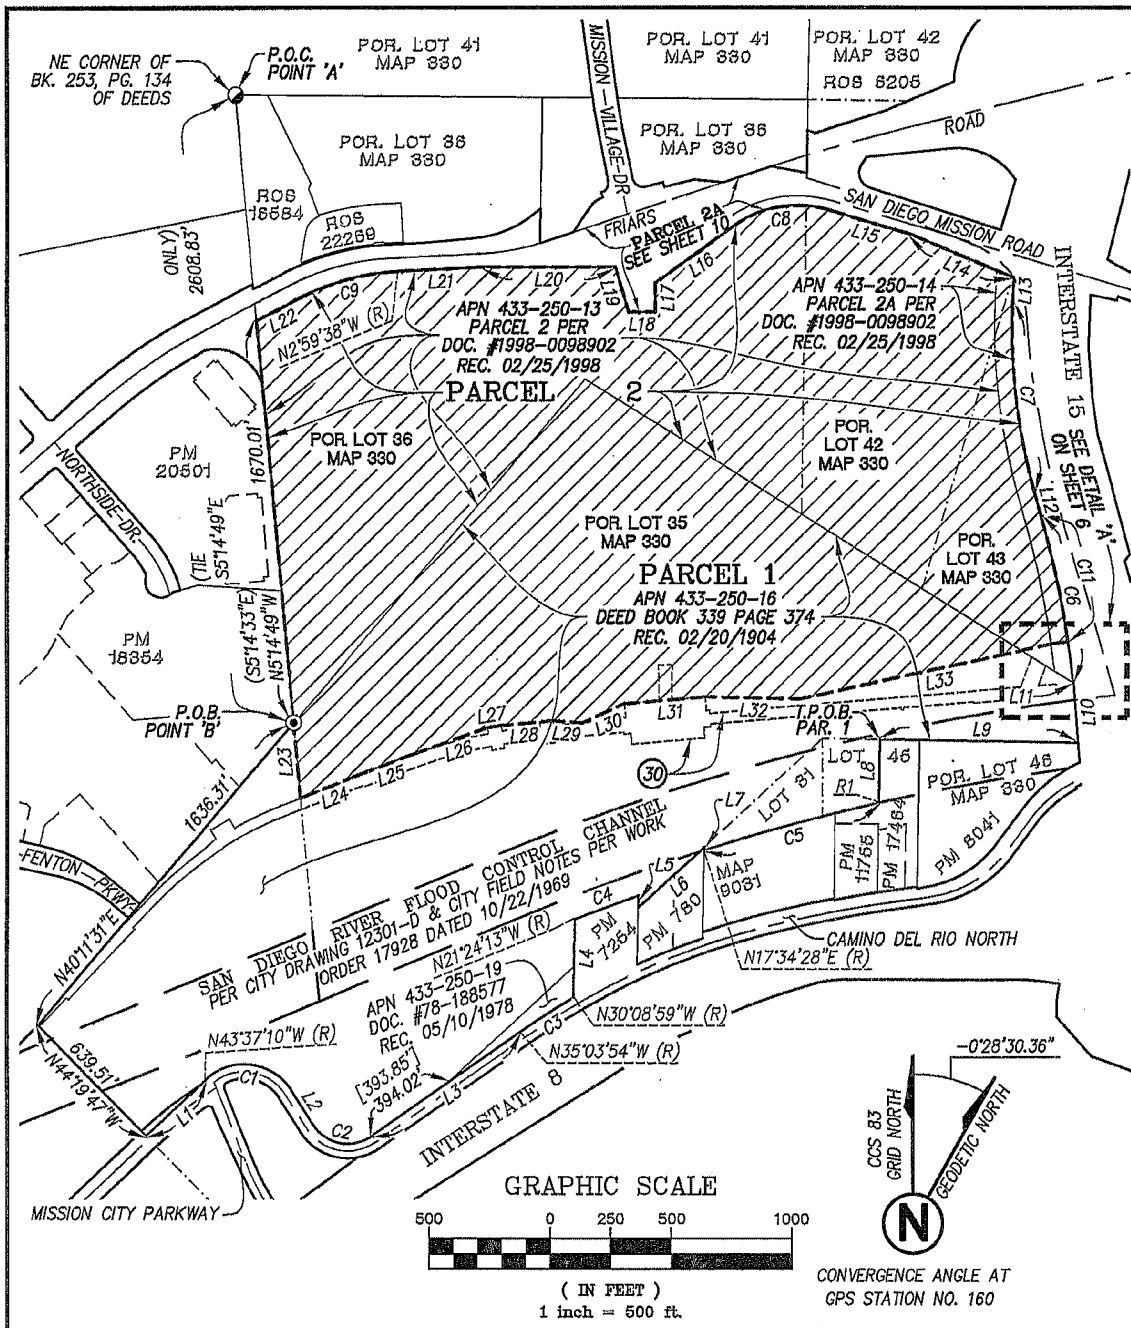 NE CORNER OF
BK. 253, PG. 134
OF DEEDS
P.O.C.
POINT 'A'
POR. LOT 41
MAP 330
MISSION VILLAGE DR
POR. LOT 41
MAP 330
POR. LOT 42
MAP 330
ROS 6205
POR. LOT 36
MAP 330
POR. LOT 36
MAP 330
ROAD
ROS
16684
ROS
22269
FRIARS
PARCEL 2A
SEE SHEET 10
C8
SAN DIEGO MISSION ROAD
ONLY)
2608.83'
L15
L14
L13
L16
L17
L18
L19
L20
L21
C9
L22
N2°59'38"W (R)
INTERSTATE 15
SEE DETAIL 'A'
ON SHEET 6
APN 433-250-13
PARCEL 2 PER
DOC. #1998-0098902
REC. 02/25/1998
APN 433-250-14
PARCEL 2A PER
DOC. #1998-0098902
REC. 02/25/1998
PARCEL 2
C7
1670.01'
POR. LOT 36
MAP 330
POR.
LOT 42
MAP 330
PM
20501
NORTHSIDE DR.
(TIE
S5°14'49"E
L12
C11
C6
POR. LOT 35
MAP 330
POR.
LOT 43
MAP 330
PARCEL 1
APN 433-250-16
DEED BOOK 339 PAGE 374
REC. 02/20/1904
(S5°14'33"E)
N5°14'49"W
PM
18354
P.O.B.
POINT 'B'
L33
L11
L10
L32
L31
L30
L29
L28
L27
L26
L25
L24
L23
T.P.O.B.
PAR. 1
L9
30
LOT 46
L8
R1
POR. LOT 46
MAP 330
LOT 31
L7
C5
1636.31'
PM 11755
PM 17464
PM 8041
FENTON PKWY
MAP
9031
L5
L6
PM 780
C4
L4
PM
7254
SAN DIEGO RIVER FLOOD CONTROL CHANNEL
PER CITY DRAWING 12301-D & CITY FIELD NOTES PER WORK
ORDER 17928 DATED 10/22/1969
N40°11'31"E
CAMINO DEL RIO NORTH
N17°34'28"E (R)
N21°24'13"W (R)
APN 433-250-19
DOC. #78-188577
REC. 05/10/1978
N30°08'59"W (R)
N35°03'54"W (R)
C3
N43°37'10"W (R)
639.51'
N44°19'47"W
[393.85']
394.02'
C1
L1
L2
L3
C2
INTERSTATE 8
MISSION CITY PARKWAY
-0°28'30.36"
CCS 83
GRID NORTH
GEODETIC NORTH
N
CONVERGENCE ANGLE AT
GPS STATION NO. 160
GRAPHIC SCALE
500 0 250 500 1000
( IN FEET )
1 inch = 500 ft.